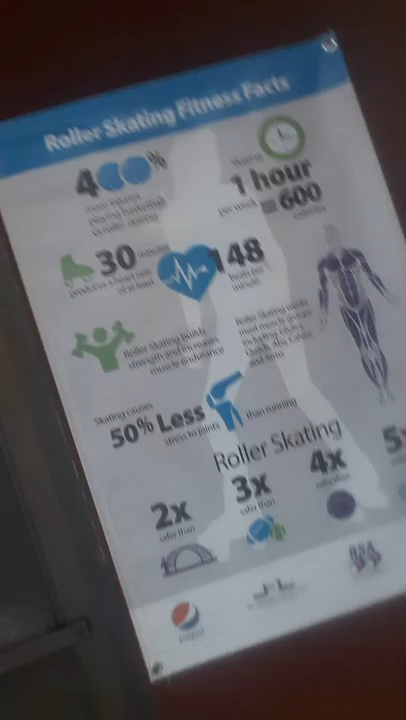 Roller Skating Fitness Facts
400%
more injuries
playing basketball
vs roller skating
1 hour
per week = 600
calories
30 minutes
produces a heart rate
of at least
148
beats per
minute
Roller Skating builds
strength and increases
muscle endurance
Roller Skating works
most muscle groups
including Glutes,
Quads, Abs, Calves
and Arms
Skating causes
50% Less
stress to joints
than running
Roller Skating
2x
safer than
3x
safer than
4x
safer than
5x
pepsi
RSA